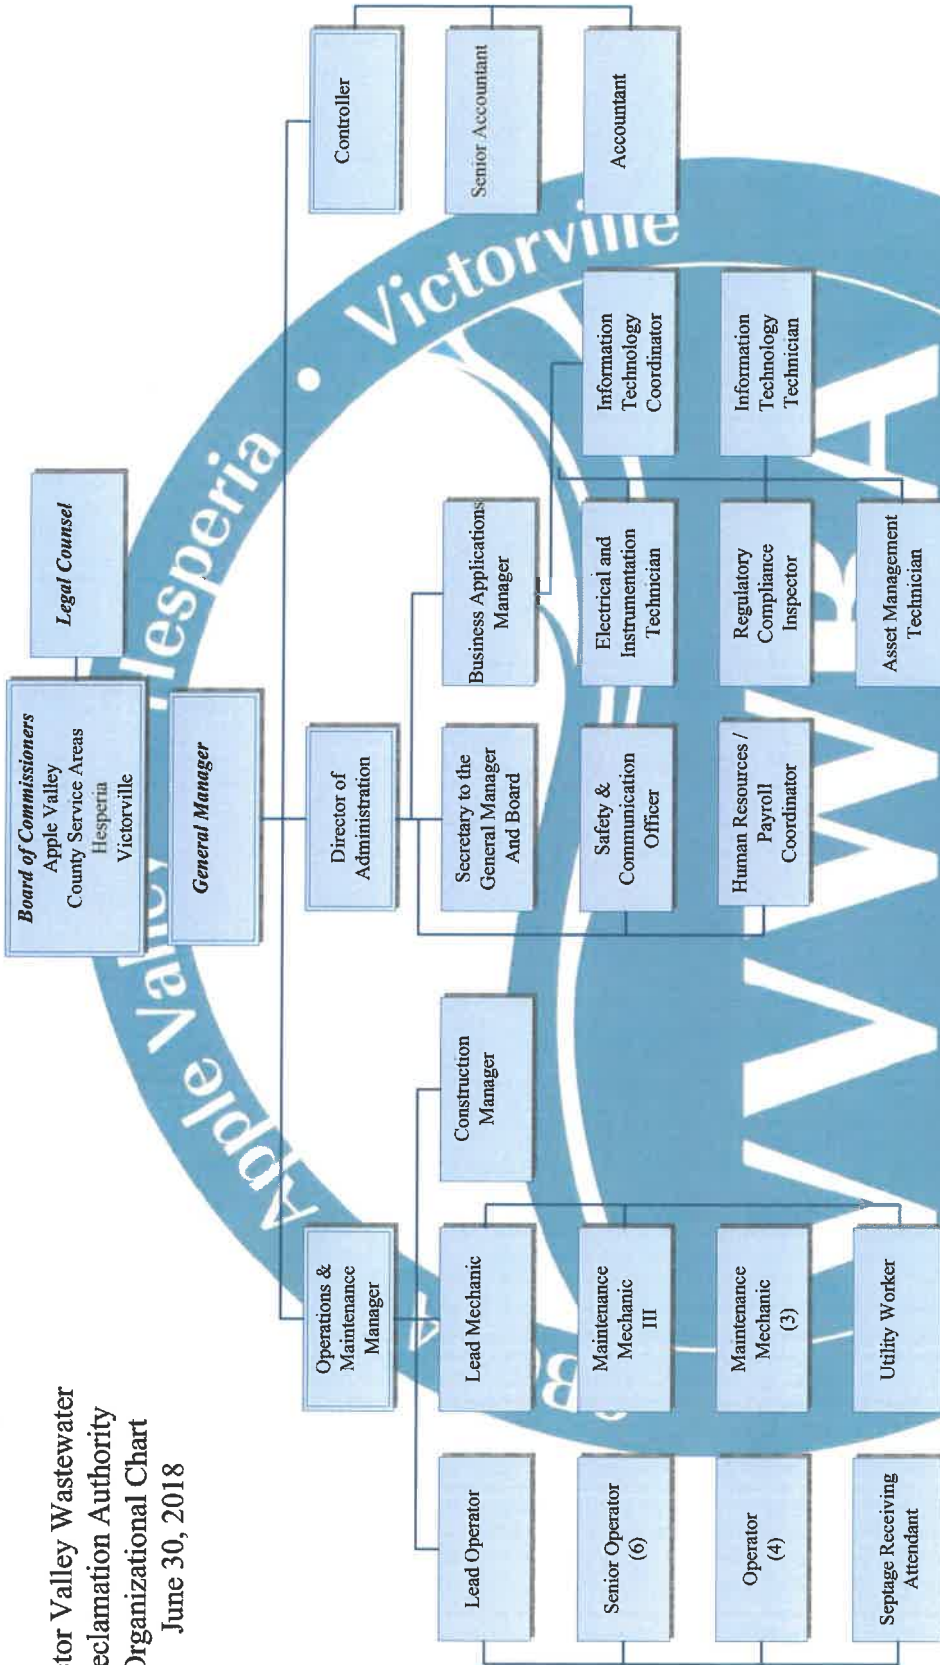 tor Valley Wastewater
eclamation Authority
Organizational Chart
June 30, 2018
Board of Commissioners
Apple Valley
County Service Areas
Hesperia
Victorville
Legal Counsel
General Manager
Operations &
Maintenance
Manager
Director of
Administration
Controller
Lead Operator
Lead Mechanic
Construction
Manager
Secretary to the
General Manager
And Board
Business Applications
Manager
Senior Accountant
Senior Operator
(6)
Maintenance
Mechanic
III
Safety &
Communication
Officer
Electrical and
Instrumentation
Technician
Information
Technology
Coordinator
Accountant
Operator
(4)
Maintenance
Mechanic
(3)
Human Resources /
Payroll
Coordinator
Regulatory
Compliance
Inspector
Information
Technology
Technician
Septage Receiving
Attendant
Utility Worker
Asset Management
Technician
Apple Valley
Hesperia • Victorville
VVWRA